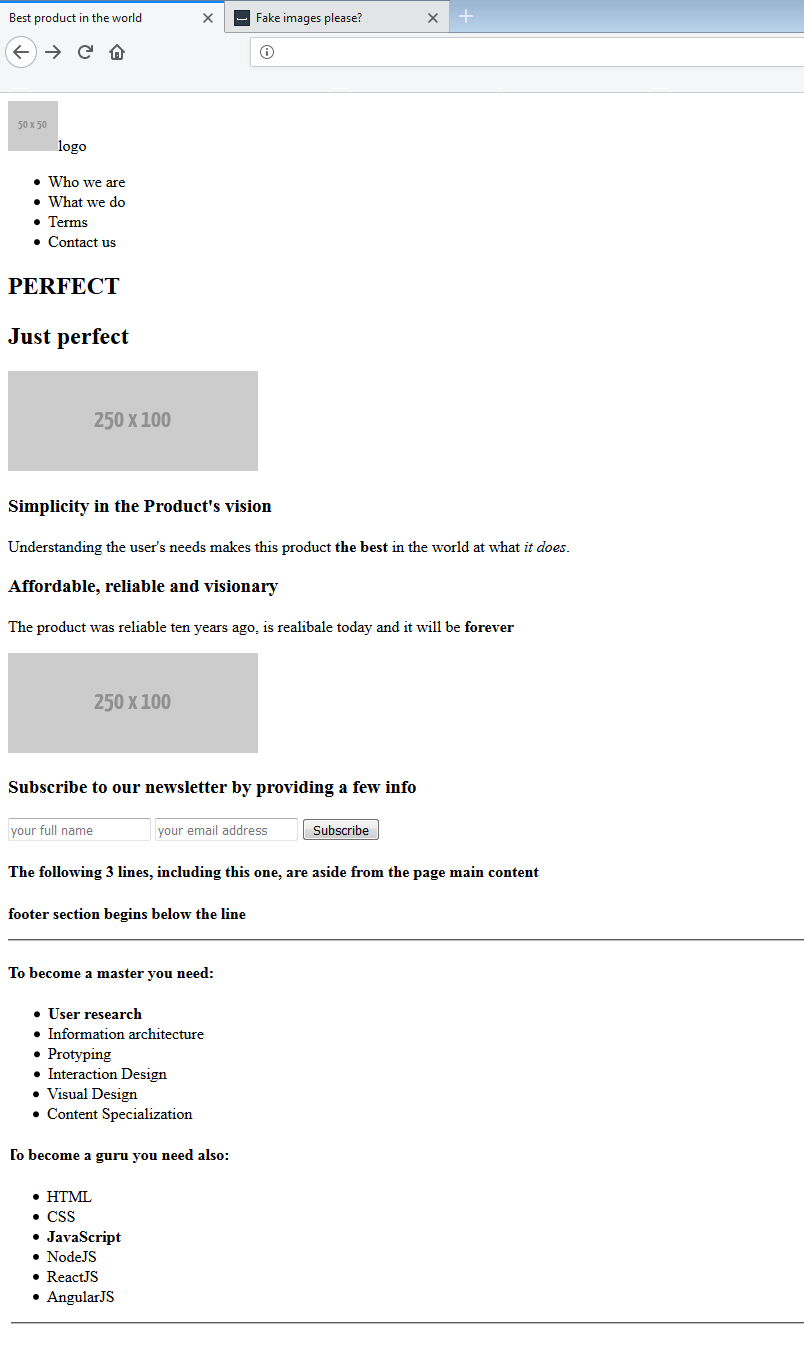 Best product in the world
Fake images please?
50 x 50
logo
Who we are
What we do
Terms
Contact us
PERFECT
Just perfect
250 x 100
Simplicity in the Product's vision
Understanding the user's needs makes this product the best in the world at what it does.
Affordable, reliable and visionary
The product was reliable ten years ago, is realibale today and it will be forever
250 x 100
Subscribe to our newsletter by providing a few info
your full name your email address Subscribe
The following 3 lines, including this one, are aside from the page main content
footer section begins below the line
To become a master you need:
User research
Information architecture
Protyping
Interaction Design
Visual Design
Content Specialization
To become a guru you need also:
HTML
CSS
JavaScript
NodeJS
ReactJS
AngularJS